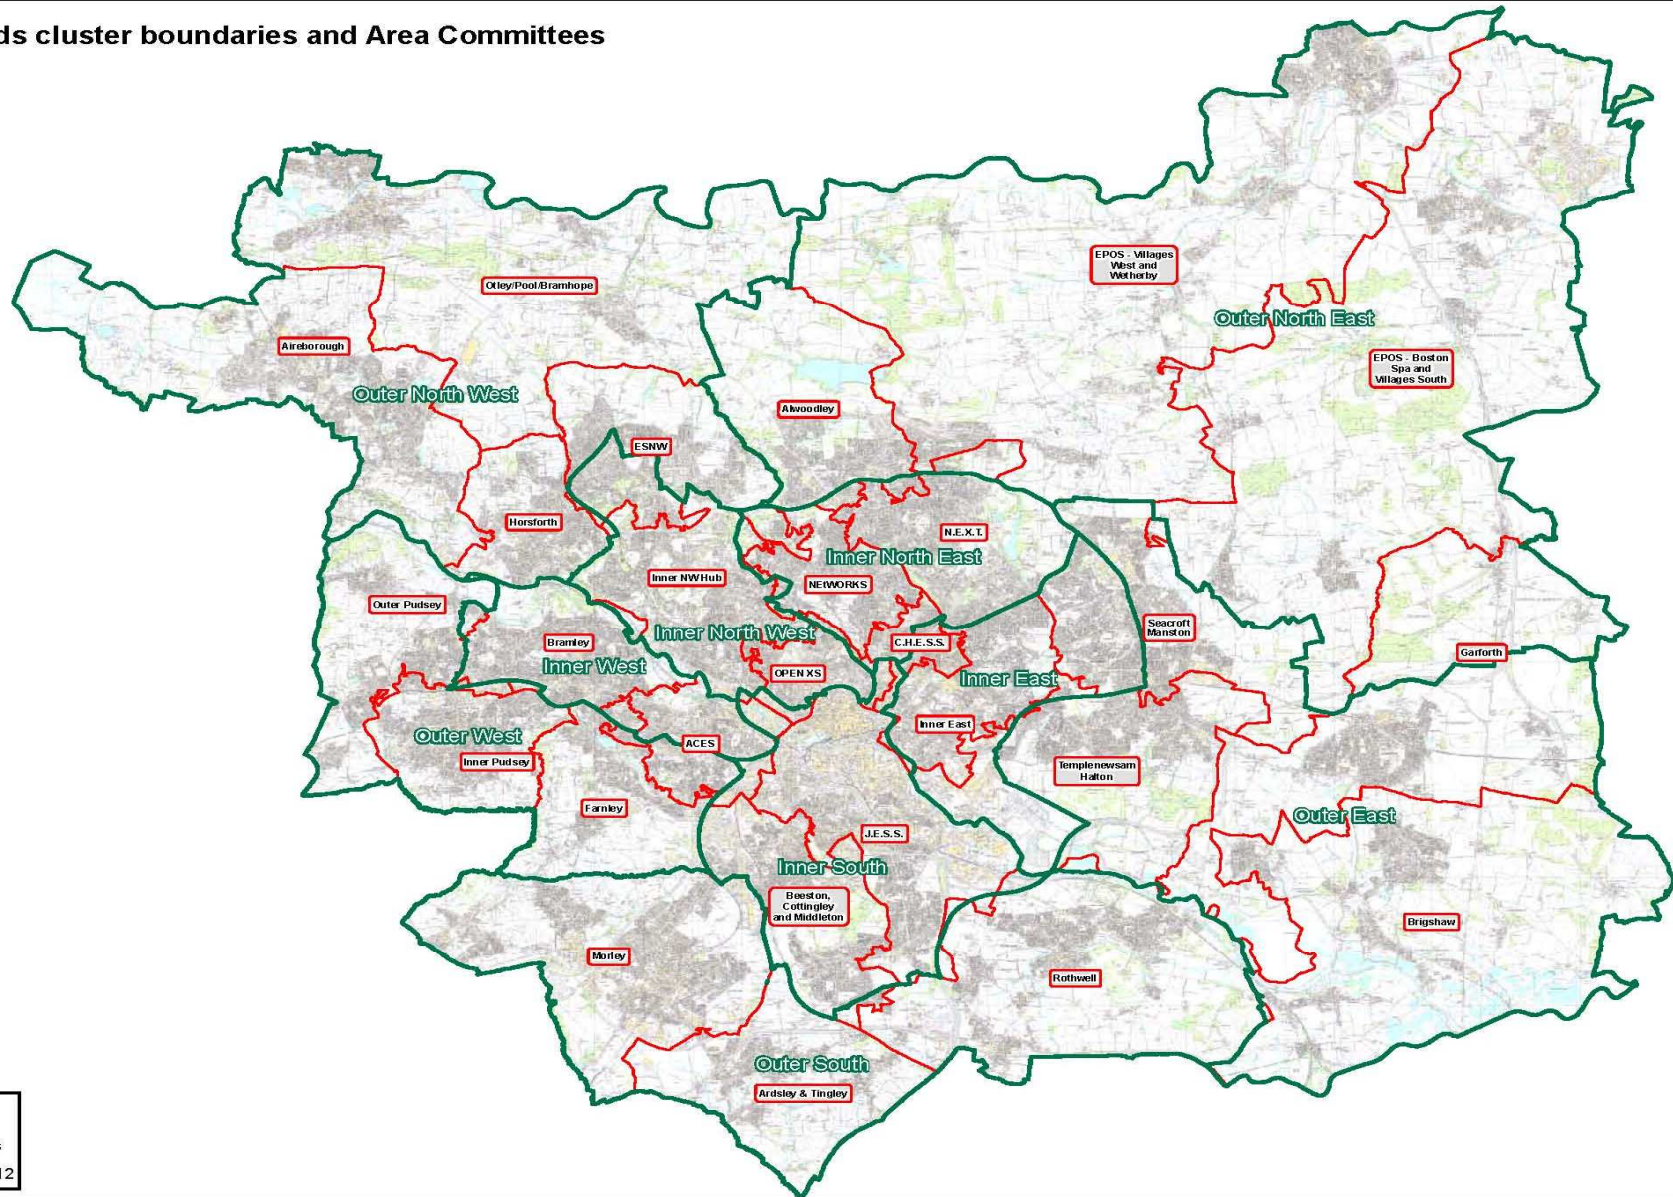 ds cluster boundaries and Area Committees
EPOS - Villages
West and
Wetherby
Otley/Pool/Bramhope
Outer North East
Aireborough
EPOS - Boston
Spa and
Villages South
Outer North West
Alwoodley
ESNW
Horsforth
N.E.X.T.
Inner North East
Inner NW Hub
NEtWORKS
Outer Pudsey
Seacroft
Manston
Inner North West
Bramley
C.H.E.S.S.
Garforth
Inner West
OPEN XS
Inner East
Inner East
Outer West
ACES
Inner Pudsey
Templenewsam
Halton
Farnley
Outer East
J.E.S.S.
Inner South
Beeston,
Cottingley
and Middleton
Brigshaw
Morley
Rothwell
Outer South
Ardsley & Tingley
12